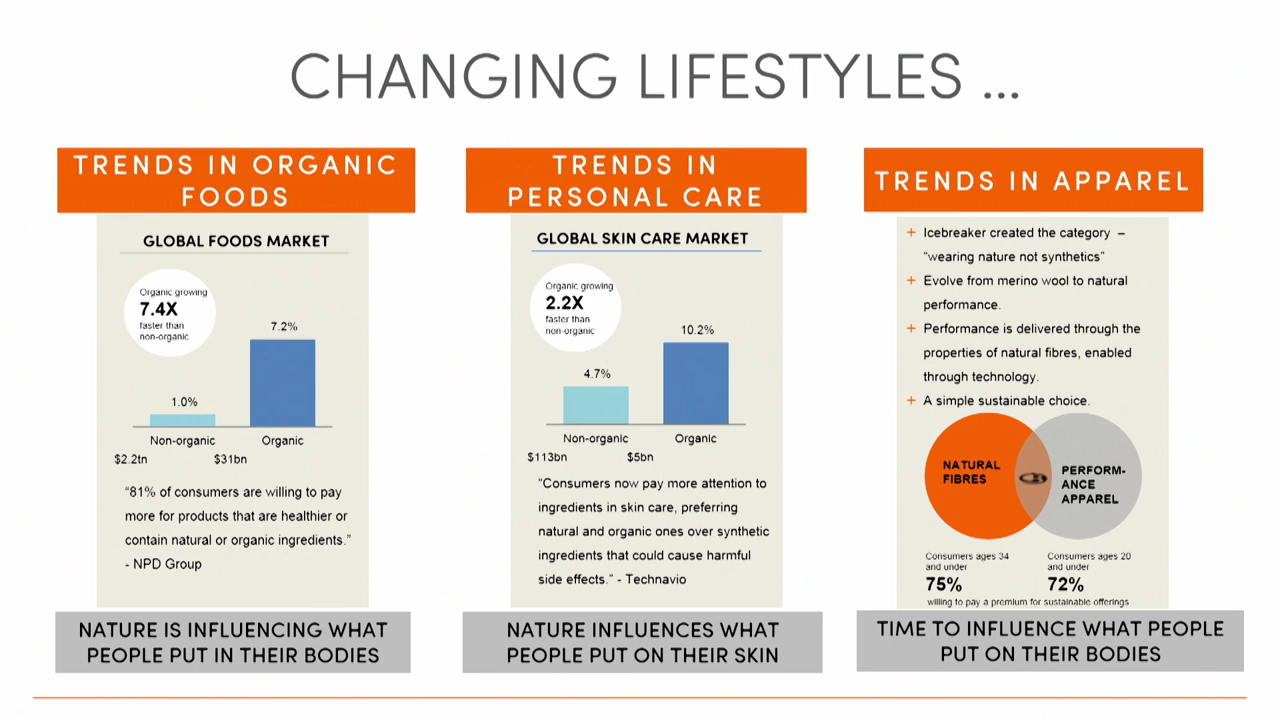 CHANGING LIFESTYLES ...
TRENDS IN ORGANIC
FOODS
GLOBAL FOODS MARKET
Organic growing
7.4X
faster than
non-organic
7.2%
1.0%
Non-organic
Organic
$2.2tn
$31bn
“81% of consumers are willing to pay
more for products that are healthier or
contain natural or organic ingredients.”
- NPD Group
NATURE IS INFLUENCING WHAT
PEOPLE PUT IN THEIR BODIES
TRENDS IN
PERSONAL CARE
GLOBAL SKIN CARE MARKET
Organic growing
2.2X
faster than
non-organic
10.2%
4.7%
Non-organic
Organic
$113bn
$5bn
“Consumers now pay more attention to
ingredients in skin care, preferring
natural and organic ones over synthetic
ingredients that could cause harmful
side effects.” - Technavio
NATURE INFLUENCES WHAT
PEOPLE PUT ON THEIR SKIN
TRENDS IN APPAREL
+ Icebreaker created the category –
“wearing nature not synthetics”
+ Evolve from merino wool to natural
performance.
+ Performance is delivered through the
properties of natural fibres, enabled
through technology.
+ A simple sustainable choice.
NATURAL
FIBRES
PERFORM-
ANCE
APPAREL
Consumers ages 34
and under
75%
Consumers ages 20
and under
72%
willing to pay a premium for sustainable offerings
TIME TO INFLUENCE WHAT PEOPLE
PUT ON THEIR BODIES